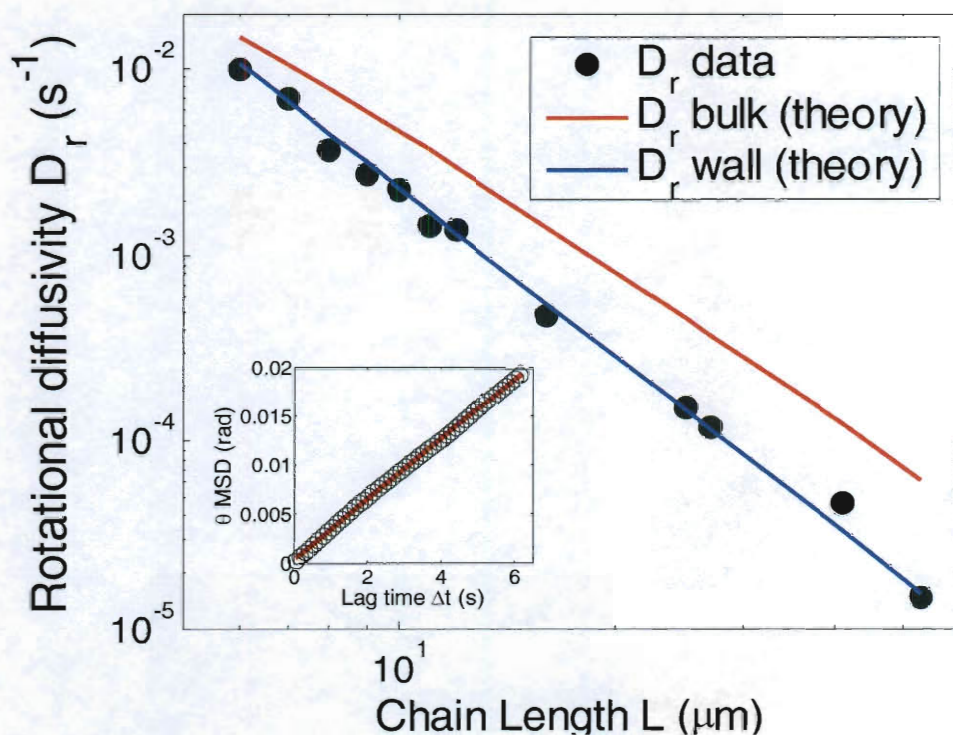 Rotational diffusivity D_r (s^-1)
10^-2
10^-3
10^-4
10^-5
D_r data
D_r bulk (theory)
D_r wall (theory)
θ MSD (rad)
0.02
0.015
0.01
0.005
0
0 2 4 6
Lag time Δt (s)
10^1
Chain Length L (μm)